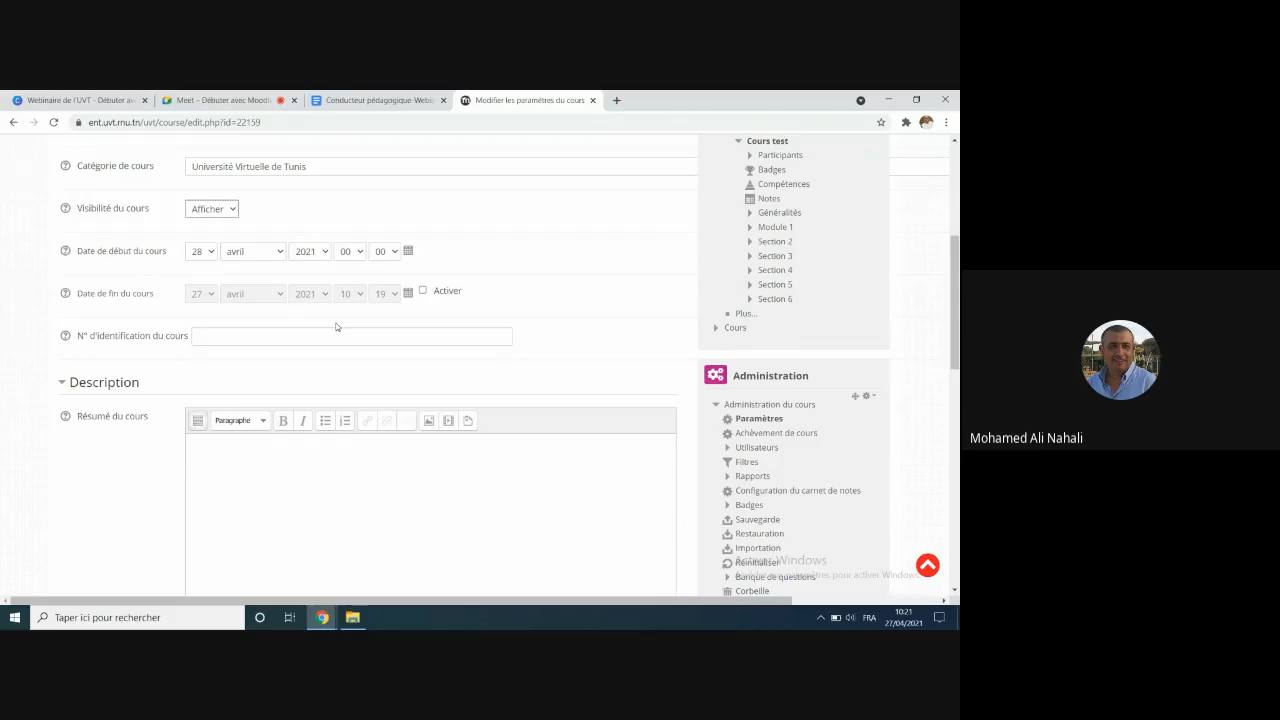 Webinaire de l'UVT - Débuter av
Meet – Débuter avec Mood
Conducteur pédagogique-Webi
Modifier les paramètres du cours
ent.uvt.rnu.tn/uvt/course/edit.php?id=22159
Catégorie de cours
Université Virtuelle de Tunis
Visibilité du cours
Afficher
Date de début du cours
28 avril 2021 00 00
Date de fin du cours
27 avril 2021 10 19 Activer
N° d'identification du cours
Description
Résumé du cours
Paragraphe B I
Cours test
Participants
Badges
Compétences
Notes
Généralités
Module 1
Section 2
Section 3
Section 4
Section 5
Section 6
Plus...
Cours
Administration
Administration du cours
Paramètres
Achèvement de cours
Utilisateurs
Filtres
Rapports
Configuration du carnet de notes
Badges
Sauvegarde
Restauration
Importation
Activer Windows
Réinitialiser
pour activer Windows.
Banque de questions
Corbeille
Mohamed Ali Nahali
Taper ici pour rechercher
FRA
10:21
27/04/2021